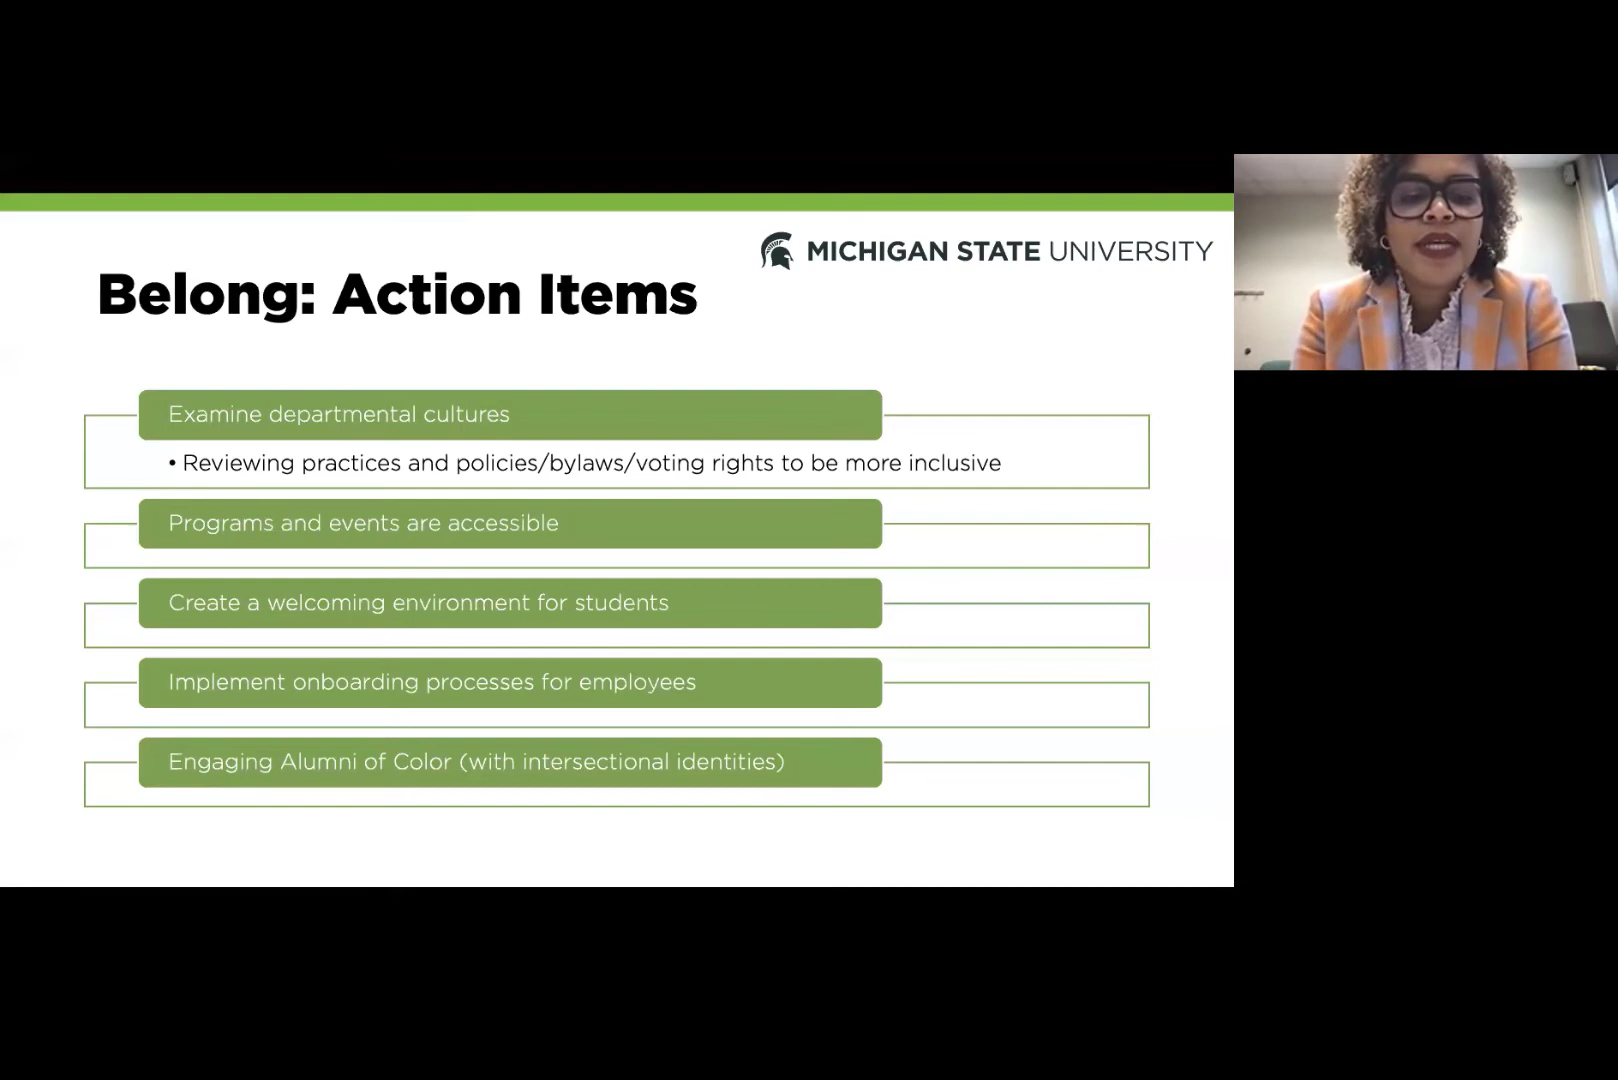 MICHIGAN STATE UNIVERSITY
Belong: Action Items
Examine departmental cultures
• Reviewing practices and policies/bylaws/voting rights to be more inclusive
Programs and events are accessible
Create a welcoming environment for students
Implement onboarding processes for employees
Engaging Alumni of Color (with intersectional identities)